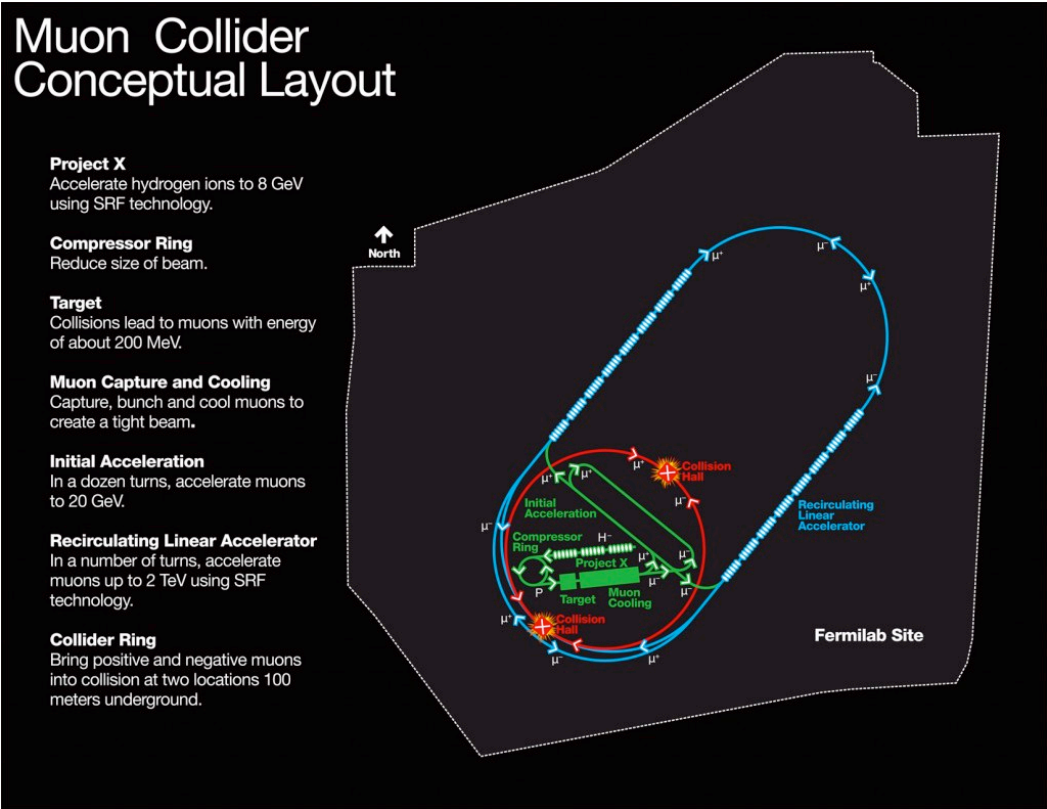 Muon Collider
Conceptual Layout
Project X
Accelerate hydrogen ions to 8 GeV
using SRF technology.
Compressor Ring
Reduce size of beam.
Target
Collisions lead to muons with energy
of about 200 MeV.
Muon Capture and Cooling
Capture, bunch and cool muons to
create a tight beam.
Initial Acceleration
In a dozen turns, accelerate muons
to 20 GeV.
Recirculating Linear Accelerator
In a number of turns, accelerate
muons up to 2 TeV using SRF
technology.
Collider Ring
Bring positive and negative muons
into collision at two locations 100
meters underground.
North
μ⁺
μ⁻
μ⁺
μ⁻
μ⁺
Collision
Hall
μ⁺
μ⁺
μ⁻
Initial
Acceleration
Recirculating
Linear
Accelerator
μ⁻
H⁻
Compressor
Ring
Project X
μ⁺
μ⁻
P
Target
Muon
Cooling
μ⁻
μ⁻
μ⁺
Collision
Hall
μ⁻
μ⁺
Fermilab Site